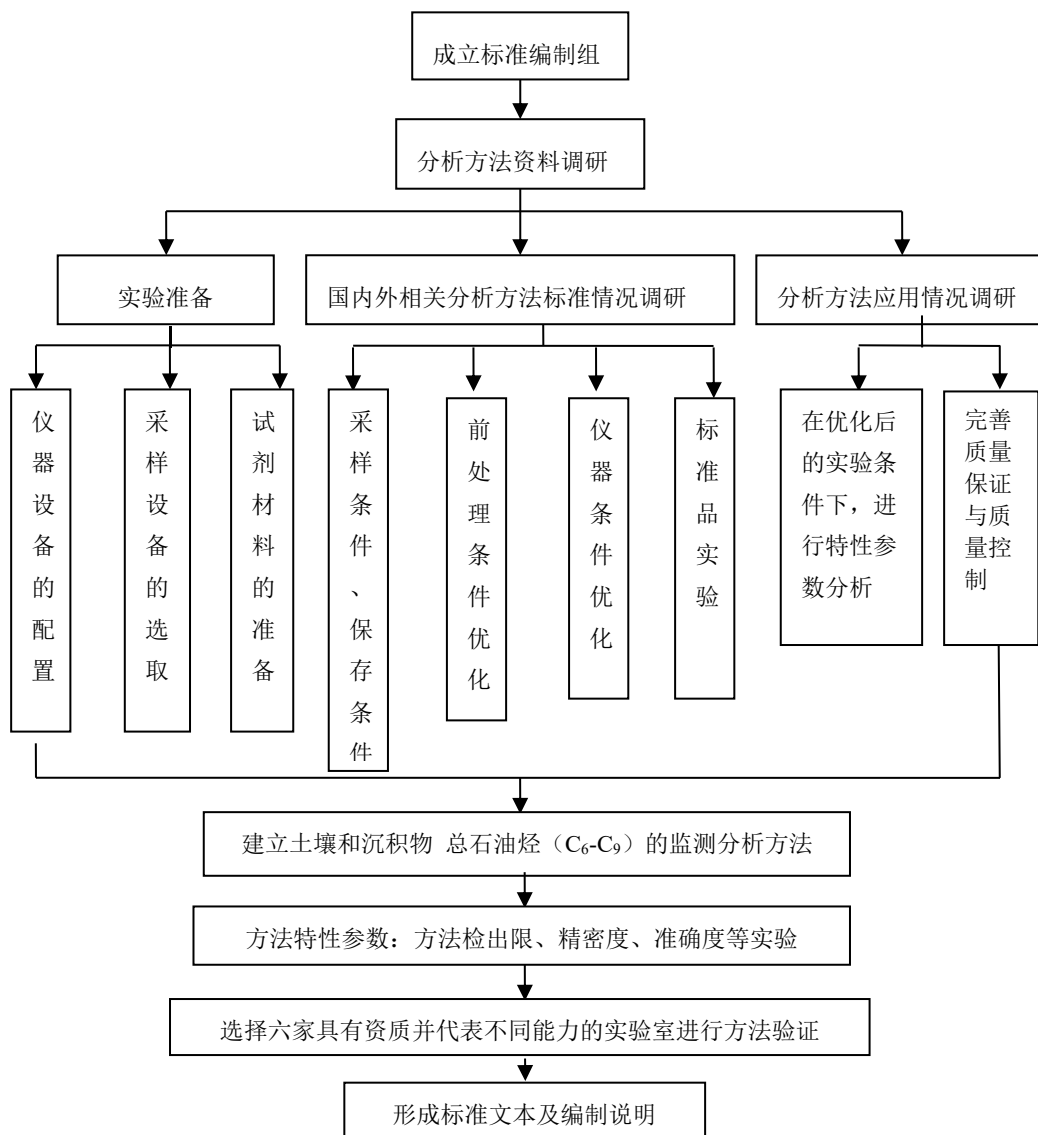 成立标准编制组
分析方法资料调研
实验准备
国内外相关分析方法标准情况调研
分析方法应用情况调研
仪器设备的配置
采样设备的选取
试剂材料的准备
采样条件、保存条件
前处理条件优化
仪器条件优化
标准品实验
在优化后
的实验条
件下，进
行特性参
数分析
完善
质量
保证
与质
量控
制
建立土壤和沉积物 总石油烃（C₆-C₉）的监测分析方法
方法特性参数：方法检出限、精密度、准确度等实验
选择六家具有资质并代表不同能力的实验室进行方法验证
形成标准文本及编制说明